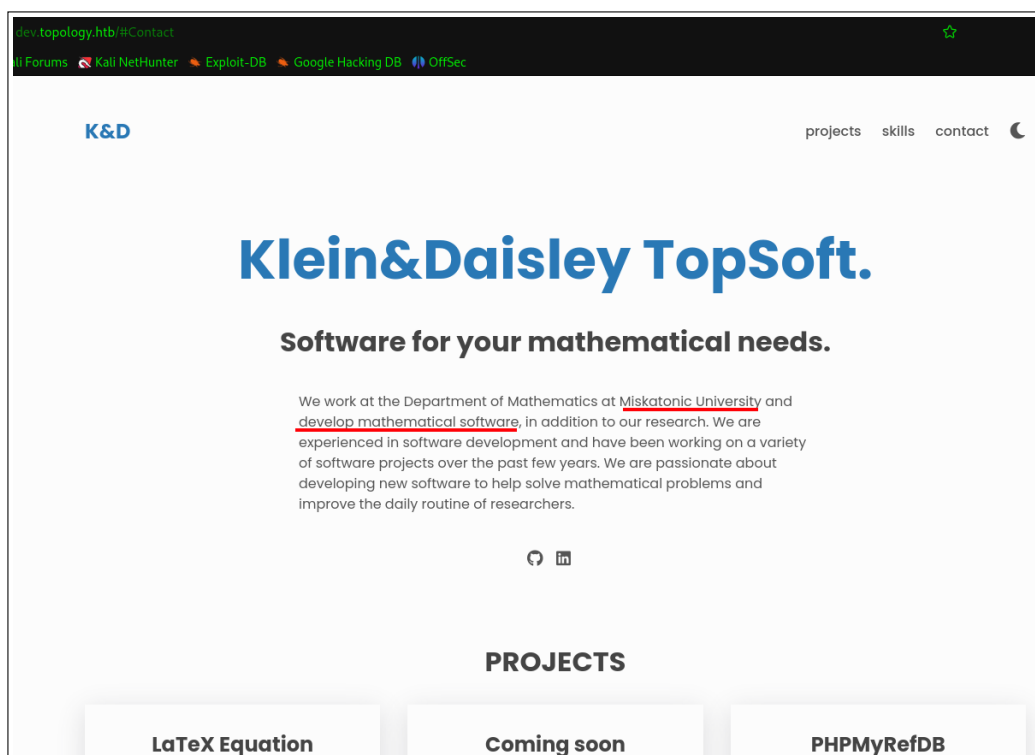 dev.topology.htb/#Contact
ali Forums Kali NetHunter Exploit-DB Google Hacking DB OffSec
K&D
projects skills contact
Klein&Daisley TopSoft.
Software for your mathematical needs.
We work at the Department of Mathematics at Miskatonic University and
develop mathematical software, in addition to our research. We are
experienced in software development and have been working on a variety
of software projects over the past few years. We are passionate about
developing new software to help solve mathematical problems and
improve the daily routine of researchers.
in
PROJECTS
LaTeX Equation Coming soon PHPMyRefDB